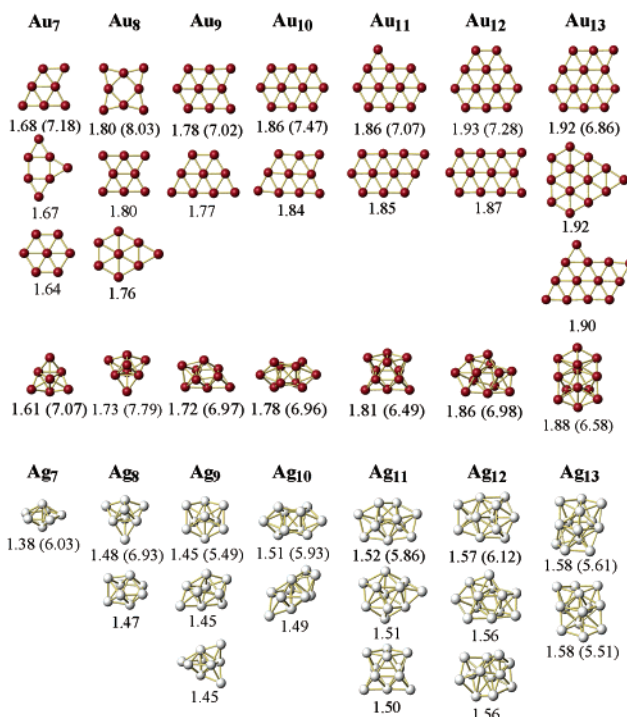 Au7 Au8 Au9 Au10 Au11 Au12 Au13
1.68 (7.18) 1.80 (8.03) 1.78 (7.02) 1.86 (7.47) 1.86 (7.07) 1.93 (7.28) 1.92 (6.86)
1.67 1.80 1.77 1.84 1.85 1.87 1.92
1.64 1.76 1.90
1.61 (7.07) 1.73 (7.79) 1.72 (6.97) 1.78 (6.96) 1.81 (6.49) 1.86 (6.98) 1.88 (6.58)
Ag7 Ag8 Ag9 Ag10 Ag11 Ag12 Ag13
1.38 (6.03) 1.48 (6.93) 1.45 (5.49) 1.51 (5.93) 1.52 (5.86) 1.57 (6.12) 1.58 (5.61)
1.47 1.45 1.49 1.51 1.56 1.58 (5.51)
1.45 1.50 1.56